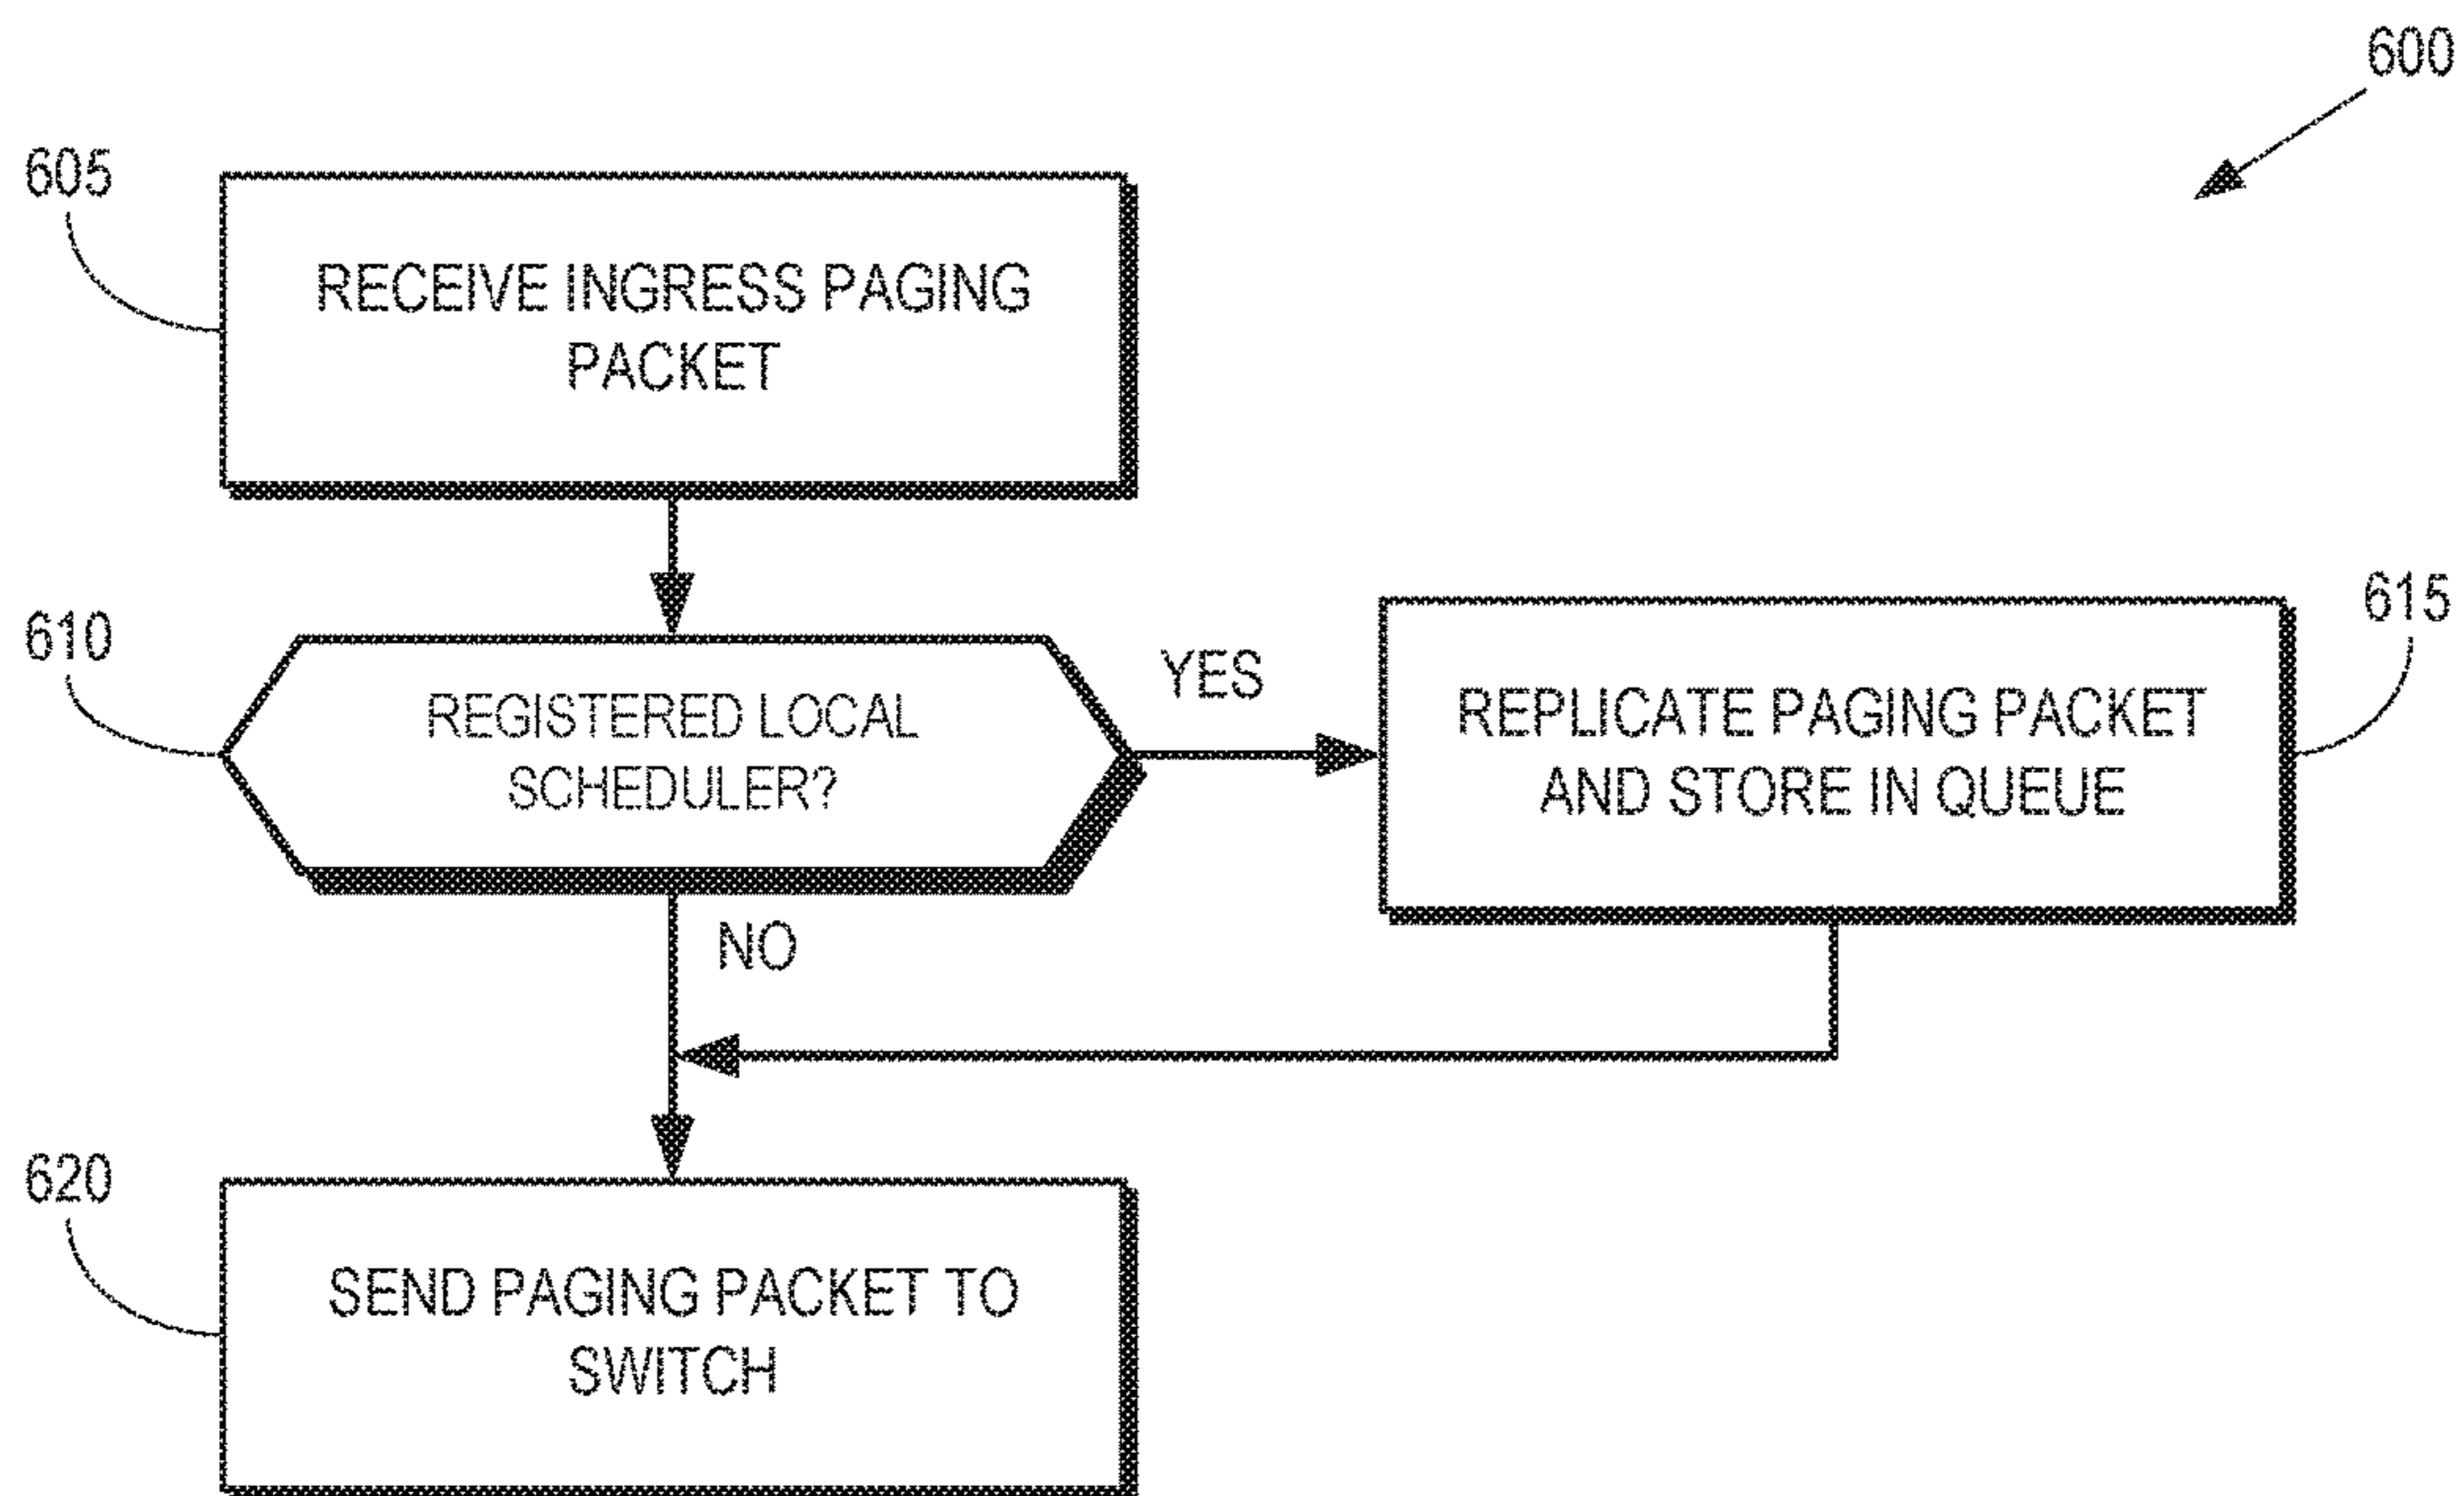 600
605
RECEIVE INGRESS PAGING
PACKET
610
REGISTERED LOCAL
SCHEDULER?
YES
615
REPLICATE PAGING PACKET
AND STORE IN QUEUE
NO
620
SEND PAGING PACKET TO
SWITCH